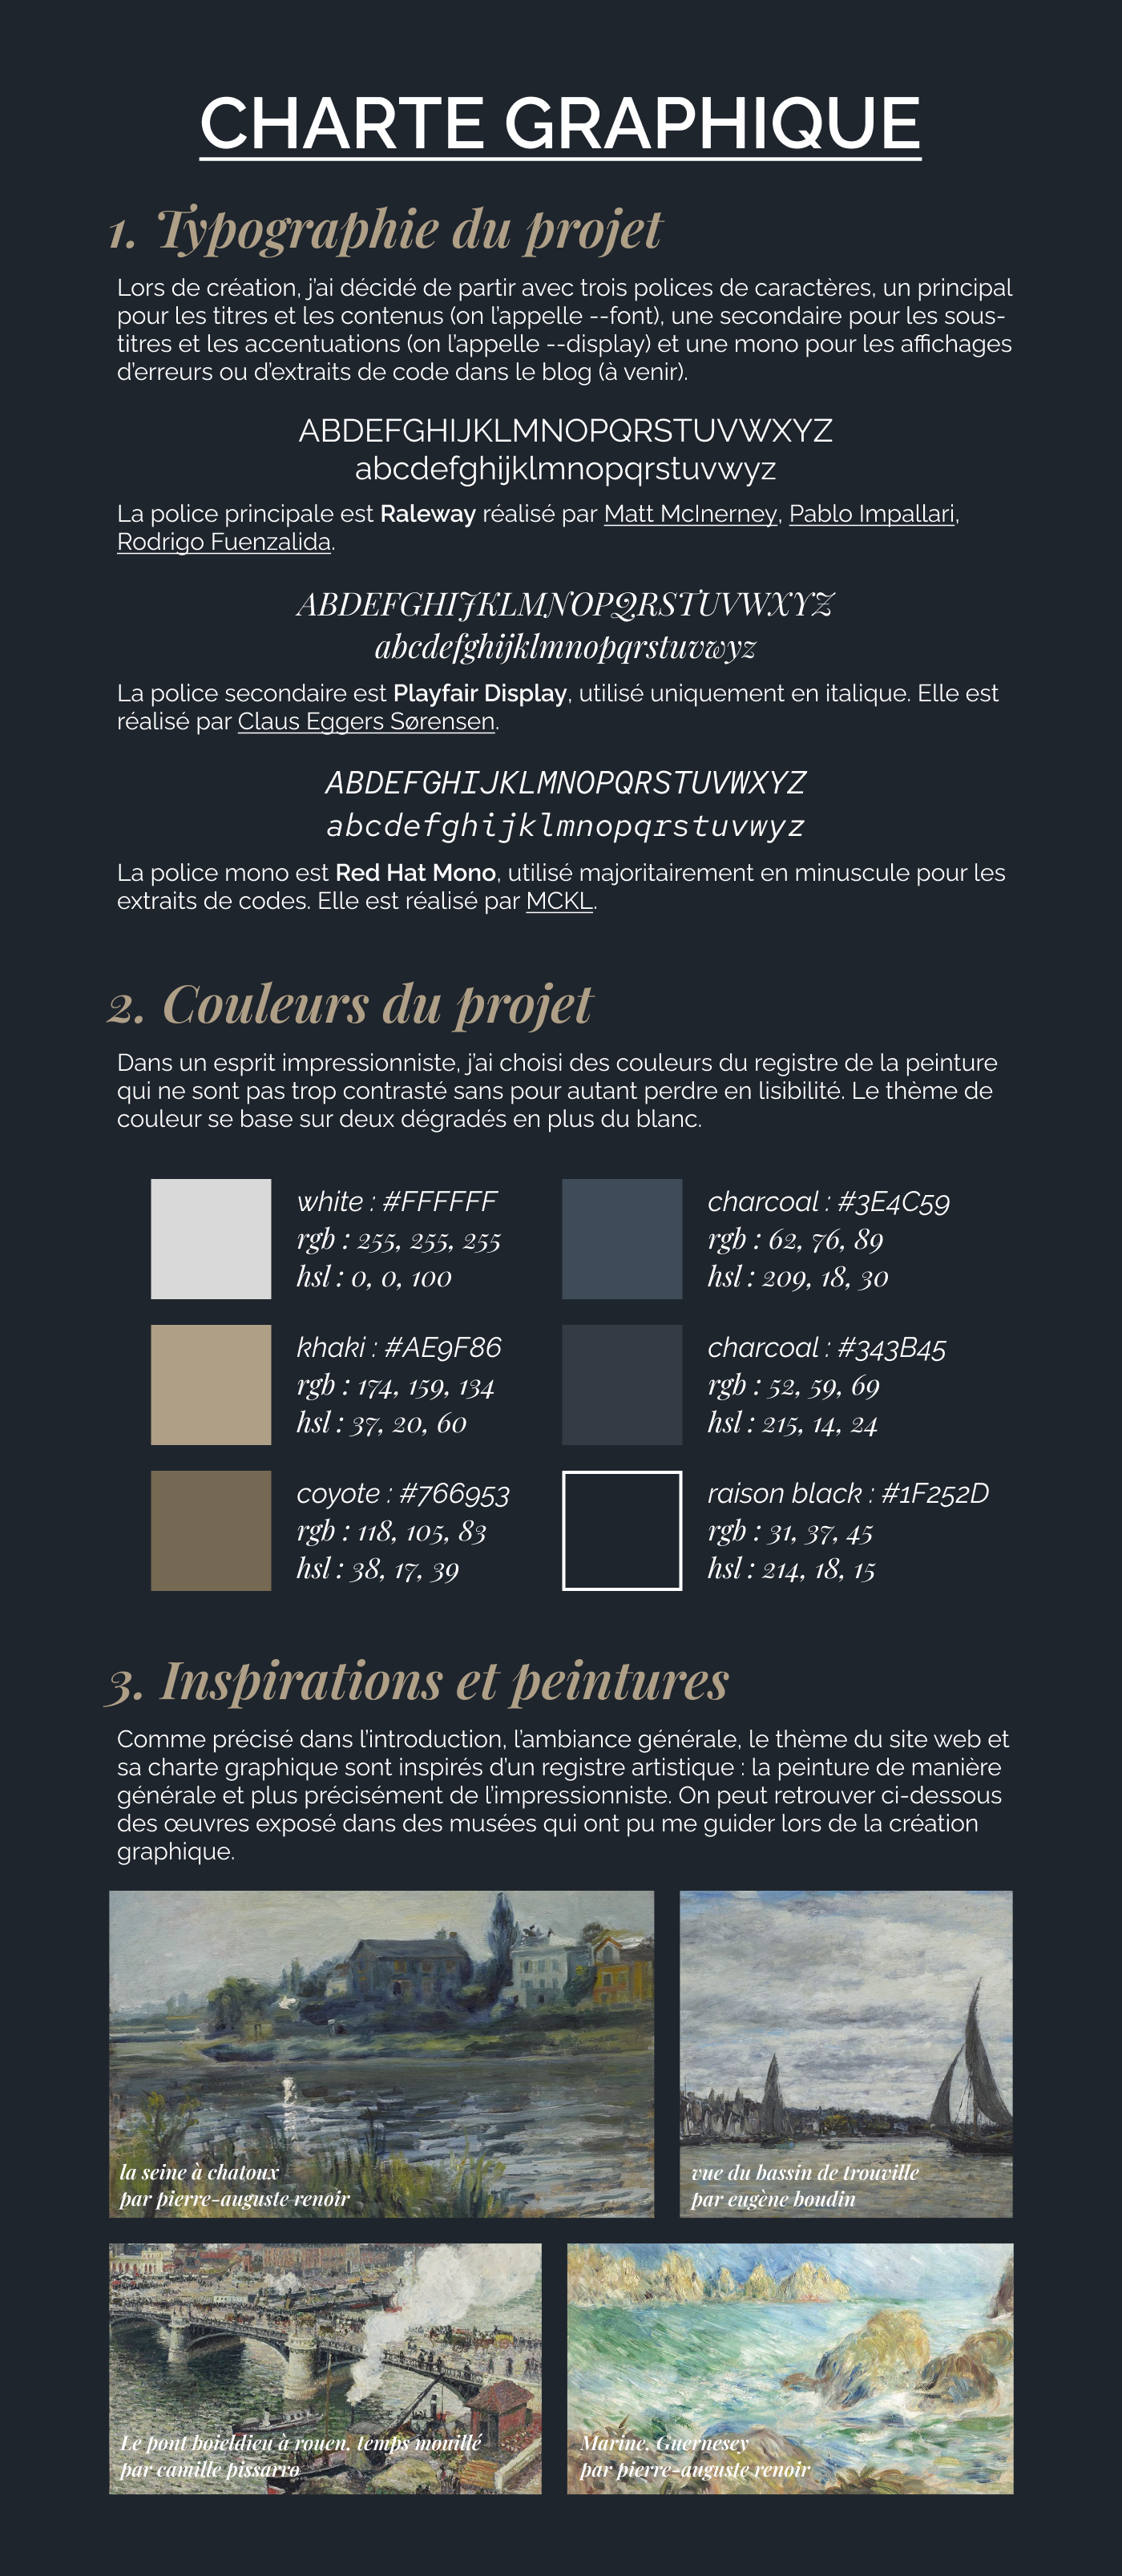 CHARTE GRAPHIQUE
1. Typographie du projet
Lors de création, j'ai décidé de partir avec trois polices de caractères, un principal
pour les titres et les contenus (on l'appelle --font), une secondaire pour les sous-
titres et les accentuations (on l'appelle --display) et une mono pour les affichages
d'erreurs ou d'extraits de code dans le blog (à venir).
ABDEFGHIJKLMNOPQRSTUVWXYZ
abcdefghijklmnopqrstuvwyz
La police principale est Raleway réalisé par Matt McInerney, Pablo Impallari,
Rodrigo Fuenzalida.
ABDEFGHIJKLMNOPQRSTUVWXYZ
abcdefghijklmnopqrstuvwyz
La police secondaire est Playfair Display, utilisé uniquement en italique. Elle est
réalisé par Claus Eggers Sørensen.
ABDEFGHIJKLMNOPQRSTUVWXYZ
abcdefghijklmnopqrstuvwyz
La police mono est Red Hat Mono, utilisé majoritairement en minuscule pour les
extraits de codes. Elle est réalisé par MCKL.
2. Couleurs du projet
Dans un esprit impressionniste, j'ai choisi des couleurs du registre de la peinture
qui ne sont pas trop contrasté sans pour autant perdre en lisibilité. Le thème de
couleur se base sur deux dégradés en plus du blanc.
white : #FFFFFF
rgb : 255, 255, 255
hsl : 0, 0, 100
charcoal : #3E4C59
rgb : 62, 76, 89
hsl : 209, 18, 30
khaki : #AE9F86
rgb : 174, 159, 134
hsl : 37, 20, 60
charcoal : #343B45
rgb : 52, 59, 69
hsl : 215, 14, 24
coyote : #766953
rgb : 118, 105, 83
hsl : 38, 17, 39
raison black : #1F252D
rgb : 31, 37, 45
hsl : 214, 18, 15
3. Inspirations et peintures
Comme précisé dans l'introduction, l'ambiance générale, le thème du site web et
sa charte graphique sont inspirés d'un registre artistique : la peinture de manière
générale et plus précisément de l'impressionniste. On peut retrouver ci-dessous
des œuvres exposé dans des musées qui ont pu me guider lors de la création
graphique.
la seine à chatoux
par pierre-auguste renoir
vue du bassin de trouville
par eugène boudin
Le pont boieldieu à rouen, temps mouillé
par camille pissarro
Marine, Guernesey
par pierre-auguste renoir